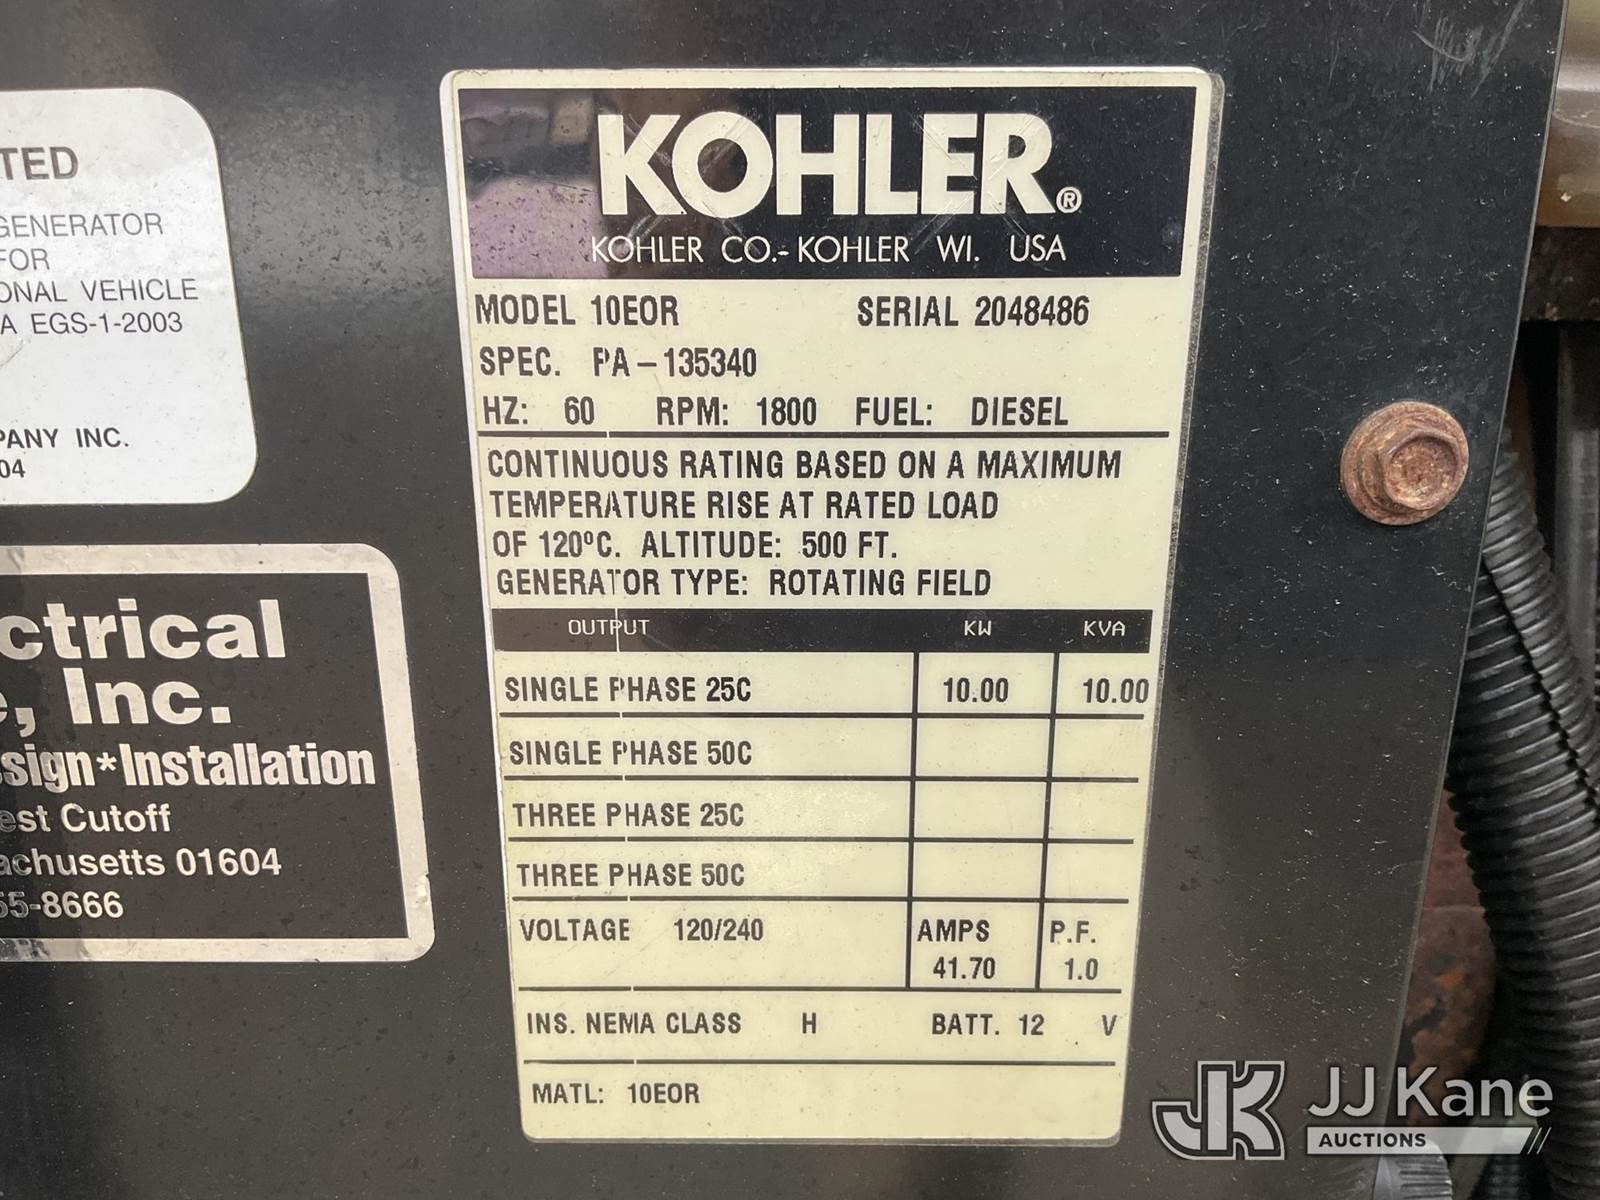 TED
GENERATOR
FOR
ONAL VEHICLE
A EGS-1-2003
PANY INC.
04
ctrical
, Inc.
sign*Installation
est Cutoff
achusetts 01604
55-8666
KOHLER®
KOHLER CO.- KOHLER WI. USA
MODEL 10EOR SERIAL 2048486
SPEC. PA-135340
HZ: 60 RPM: 1800 FUEL: DIESEL
CONTINUOUS RATING BASED ON A MAXIMUM
TEMPERATURE RISE AT RATED LOAD
OF 120ºC. ALTITUDE: 500 FT.
GENERATOR TYPE: ROTATING FIELD
OUTPUT KW KVA
SINGLE PHASE 25C 10.00 10.00
SINGLE PHASE 50C
THREE PHASE 25C
THREE PHASE 50C
VOLTAGE 120/240 AMPS P.F.
41.70 1.0
INS. NEMA CLASS H BATT. 12 V
MATL: 10EOR
JK JJ Kane
AUCTIONS